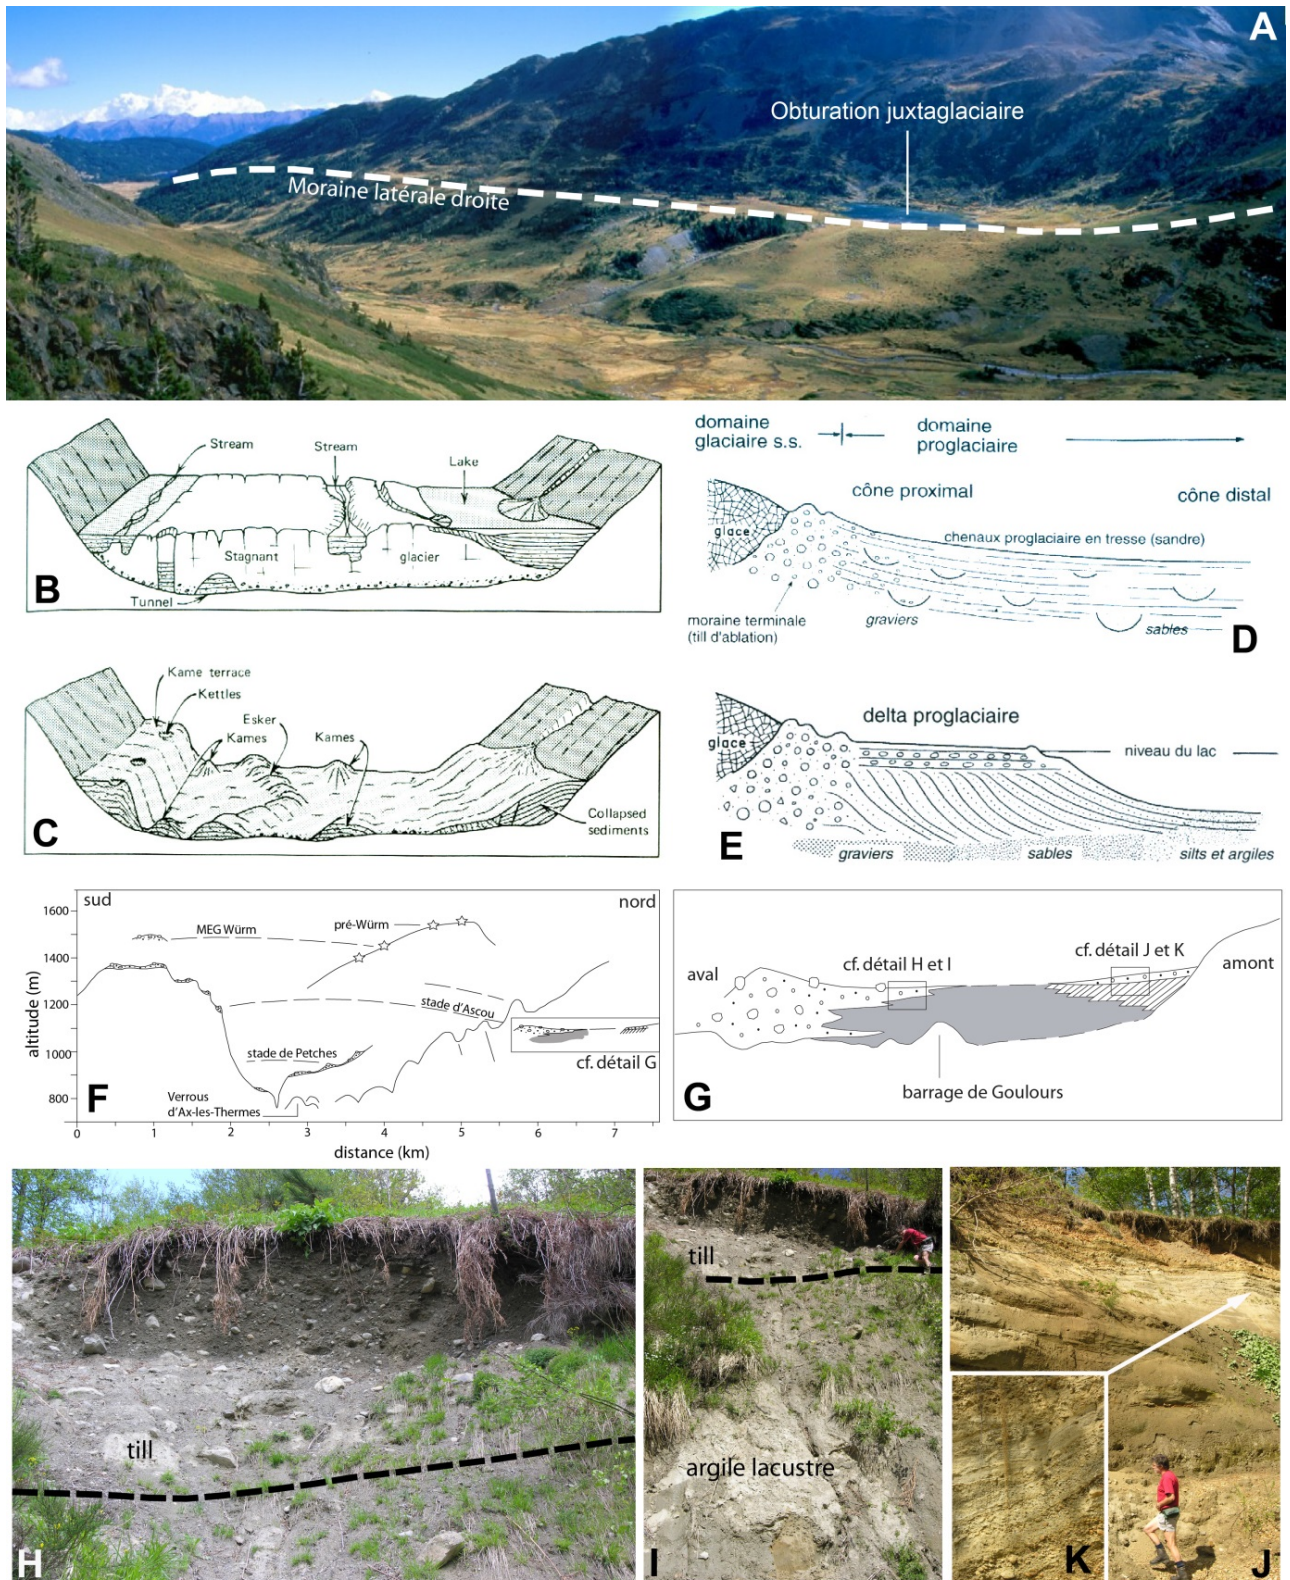 A
Obturation juxtaglaciaire
Moraine latérale droite
Stream
Stream
Lake
Stagnant
glacier
B
Tunnel
domaine
glaciaire s.s.
domaine
proglaciaire
cône proximal
cône distal
glace
chenaux proglaciaire en tresse (sandre)
moraine terminale
(till d'ablation)
graviers
sables
D
Kame terrace
Kettles
Esker
Kames
Kames
Collapsed
sediments
C
delta proglaciaire
glace
niveau du lac
E
graviers
sables
silts et argiles
sud
nord
1600
1400
1200
1000
800
altitude (m)
MEG Würm
pré-Würm
stade d'Ascou
stade de Petches
cf. détail G
Verrous
d'Ax-les-Thermes
F
0
1
2
3
4
5
6
7
distance (km)
aval
cf. détail H et I
cf. détail J et K
amont
barrage de Goulours
G
till
H
till
argile lacustre
I
K
J